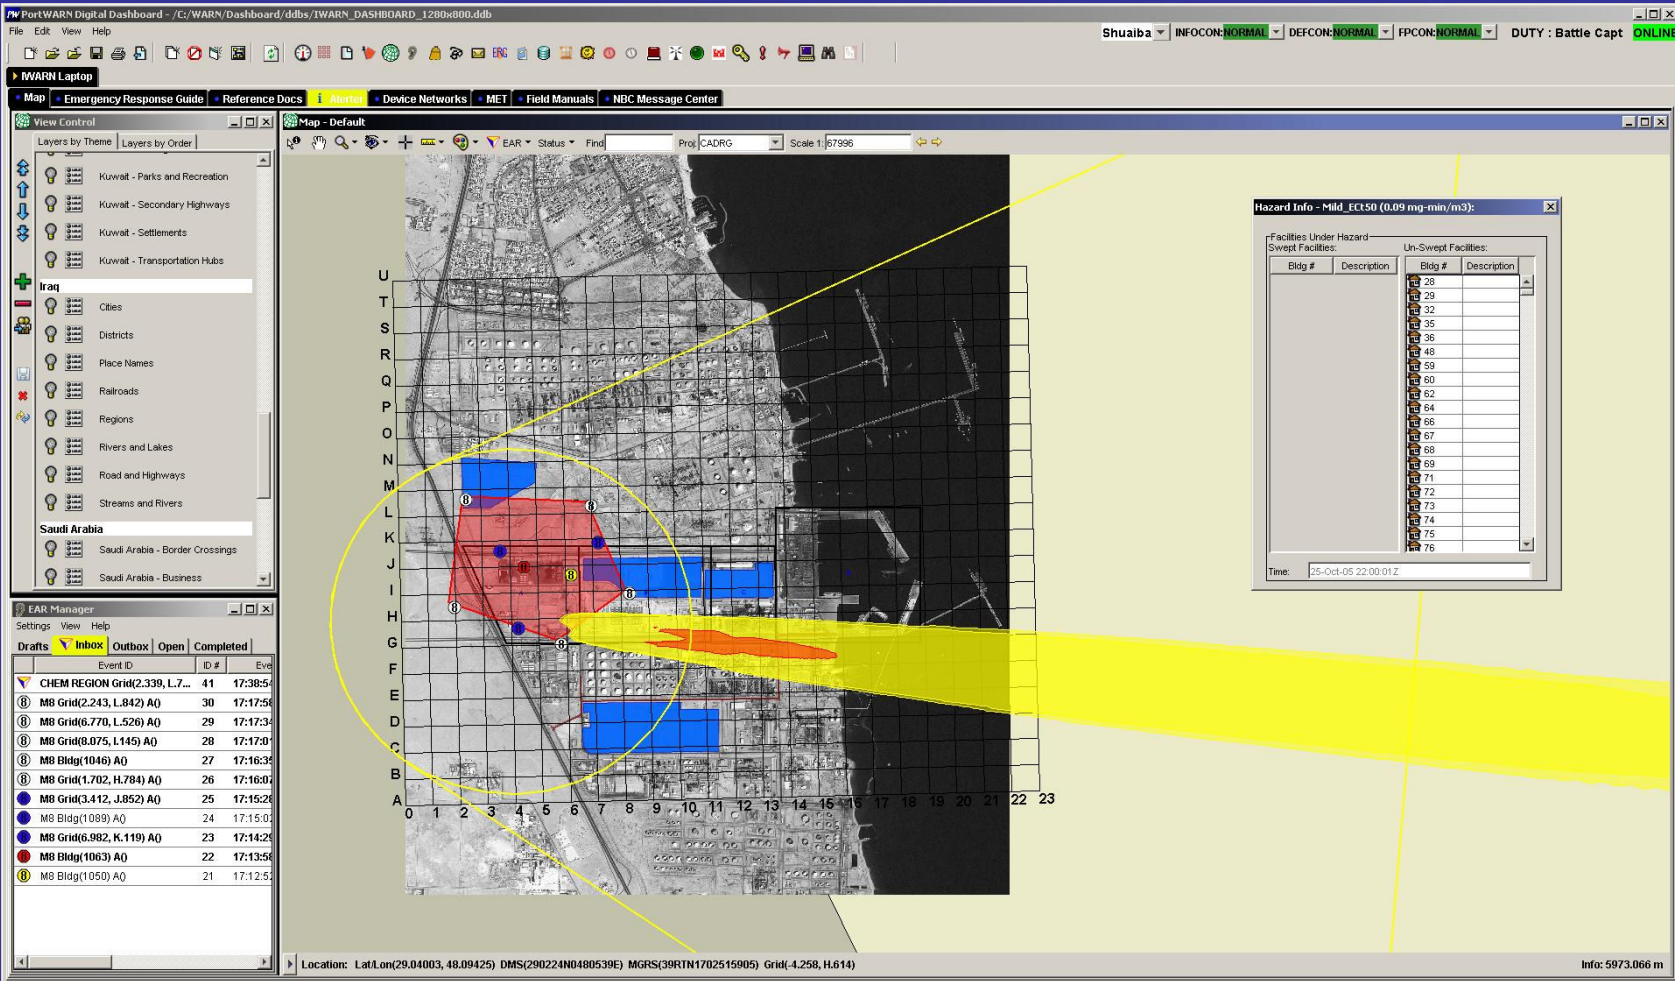 PortWARN Digital Dashboard - /C:/WARN/Dashboard/ddbs/IWARN_DASHBOARD_1280x800.ddb
File Edit View Help
Shuaiba INFOCON:NORMAL DEFCON:NORMAL FPCON:NORMAL DUTY : Battle Capt ONLINE
IWARN Laptop
Map Emergency Response Guide Reference Docs Alerter Device Networks MET Field Manuals NBC Message Center
View Control
Layers by Theme Layers by Order
Kuwait - Parks and Recreation
Kuwait - Secondary Highways
Kuwait - Settlements
Kuwait - Transportation Hubs
Iraq
Cities
Districts
Place Names
Railroads
Regions
Rivers and Lakes
Road and Highways
Streams and Rivers
Saudi Arabia
Saudi Arabia - Border Crossings
Saudi Arabia - Business
EAR Manager
Settings View Help
Drafts Inbox Outbox Open Completed
Event ID ID # Eve
CHEM REGION Grid(2.339, L.7... 41 17:38:54
M8 Grid(2.243, L.842) A() 30 17:17:58
M8 Grid(6.770, L.526) A() 29 17:17:34
M8 Grid(8.075, I.145) A() 28 17:17:01
M8 Bldg(1046) A() 27 17:16:35
M8 Grid(1.702, H.784) A() 26 17:16:07
M8 Grid(3.412, J.852) A() 25 17:15:28
M8 Bldg(1089) A() 24 17:15:02
M8 Grid(6.982, K.119) A() 23 17:14:29
M8 Bldg(1063) A() 22 17:13:58
M8 Bldg(1050) A() 21 17:12:52
Map - Default
EAR Status Find Proj: CADRG Scale 1: 67996
U
T
S
R
Q
P
O
N
M
L
K
J
I
H
G
F
E
D
C
B
A
0 1 2 3 4 5 6 7 8 9 10 11 12 13 14 15 16 17 18 19 20 21 22 23
Hazard Info - Mild_ECt50 (0.09 mg-min/m3):
Facilities Under Hazard
Swept Facilities: Un-Swept Facilities:
Bldg # Description Bldg # Description
28
29
32
35
36
48
59
60
62
64
66
67
68
69
71
72
73
74
75
76
Time: 25-Oct-05 22:00:01Z
Location: Lat/Lon(29.04003, 48.09425) DMS(290224N0480539E) MGRS(39RTN1702515905) Grid(-4.258, H.614) Info: 5973.066 m